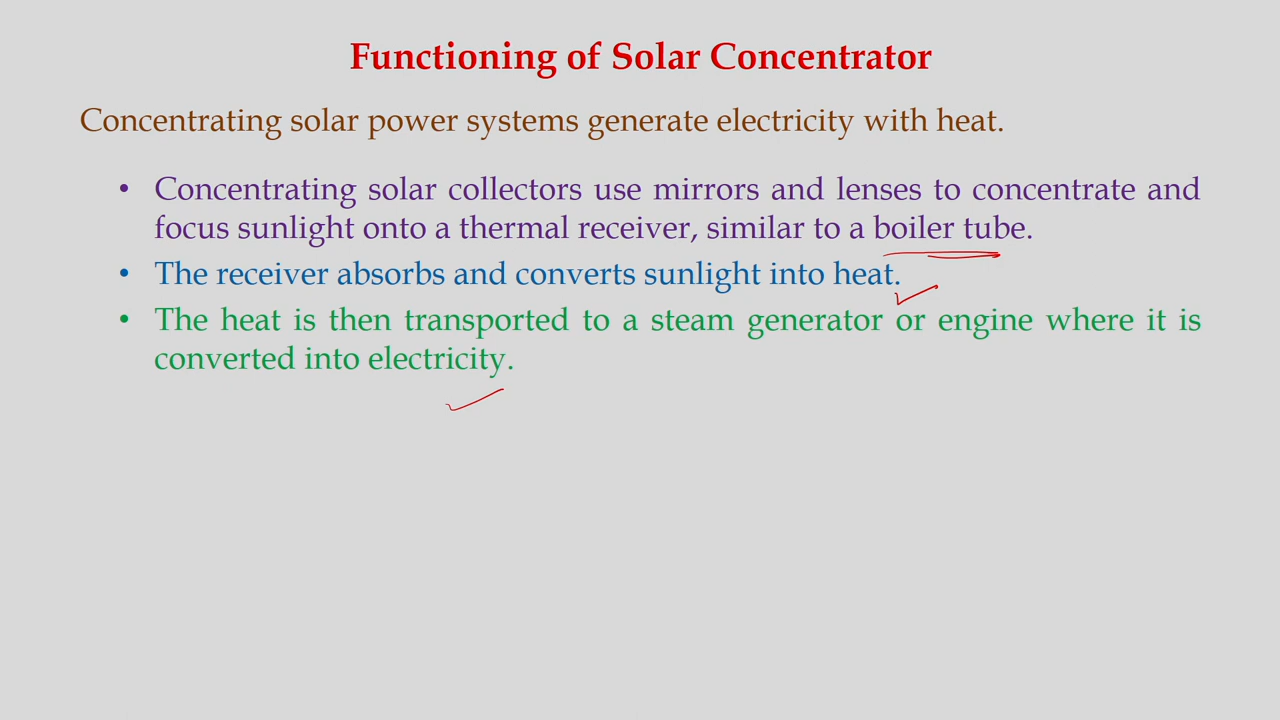 Functioning of Solar Concentrator
Concentrating solar power systems generate electricity with heat.
• Concentrating solar collectors use mirrors and lenses to concentrate and
focus sunlight onto a thermal receiver, similar to a boiler tube.
• The receiver absorbs and converts sunlight into heat.
• The heat is then transported to a steam generator or engine where it is
converted into electricity.